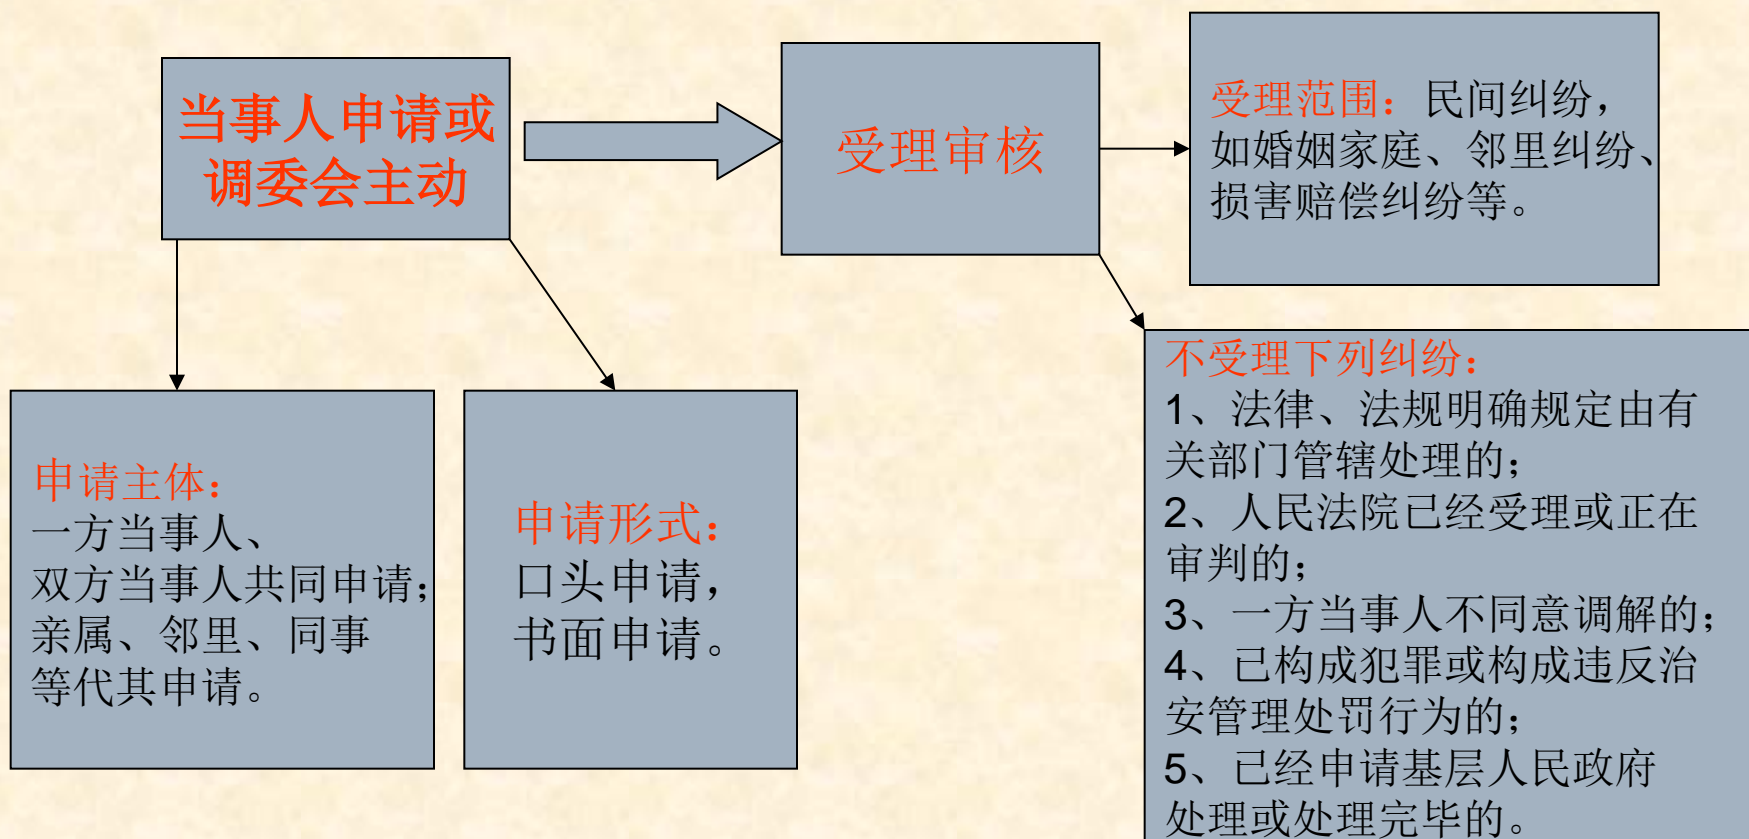 当事人申请或
调委会主动
受理审核
受理范围：民间纠纷，
如婚姻家庭、邻里纠纷、
损害赔偿纠纷等。
申请主体：
一方当事人、
双方当事人共同申请；
亲属、邻里、同事
等代其申请。
申请形式：
口头申请，
书面申请。
不受理下列纠纷：
1、法律、法规明确规定由有
关部门管辖处理的；
2、人民法院已经受理或正在
审判的；
3、一方当事人不同意调解的；
4、已构成犯罪或构成违反治
安管理处罚行为的；
5、已经申请基层人民政府
处理或处理完毕的。